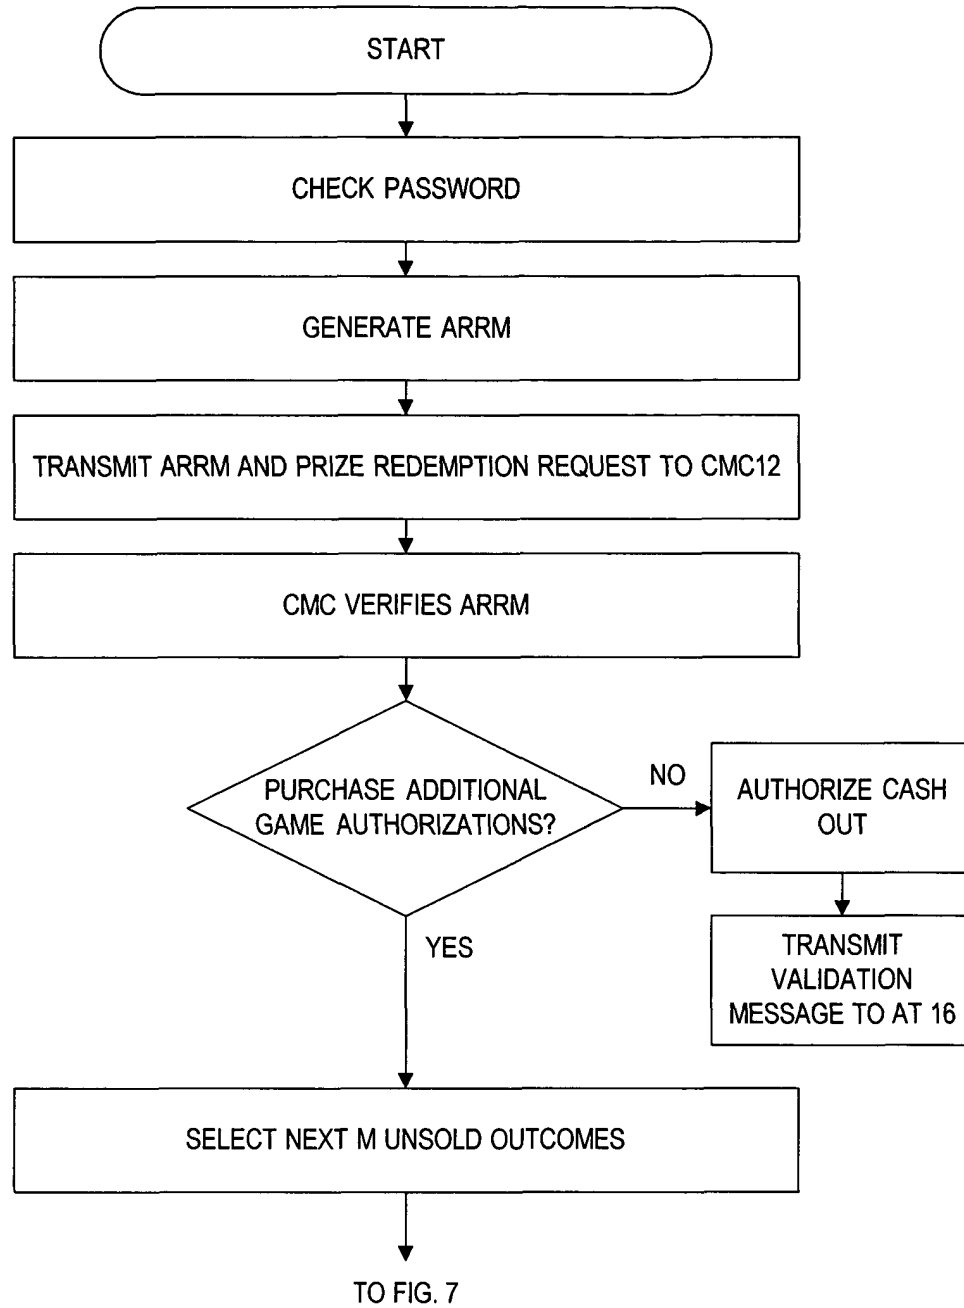 START
CHECK PASSWORD
GENERATE ARRM
TRANSMIT ARRM AND PRIZE REDEMPTION REQUEST TO CMC12
CMC VERIFIES ARRM
PURCHASE ADDITIONAL
GAME AUTHORIZATIONS?
NO
AUTHORIZE CASH
OUT
TRANSMIT
VALIDATION
MESSAGE TO AT 16
YES
SELECT NEXT M UNSOLD OUTCOMES
TO FIG. 7